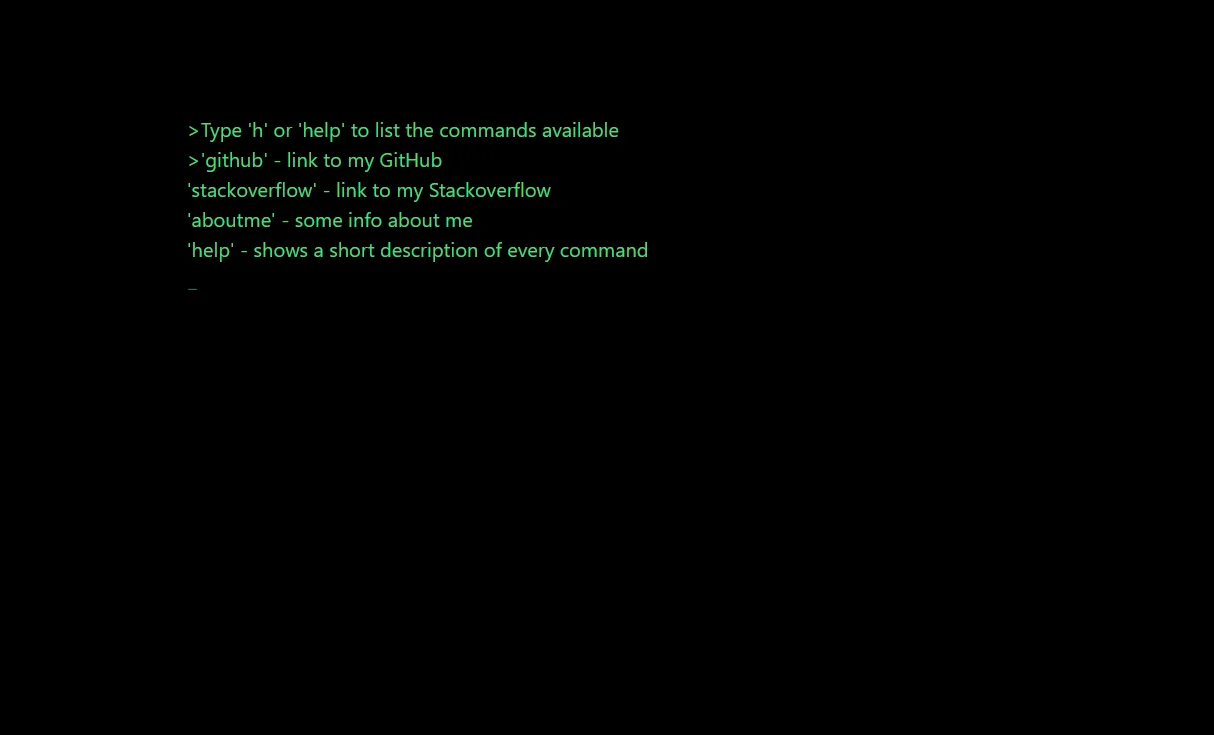 >Type 'h' or 'help' to list the commands available
>'github' - link to my GitHub
'stackoverflow' - link to my Stackoverflow
'aboutme' - some info about me
'help' - shows a short description of every command
_